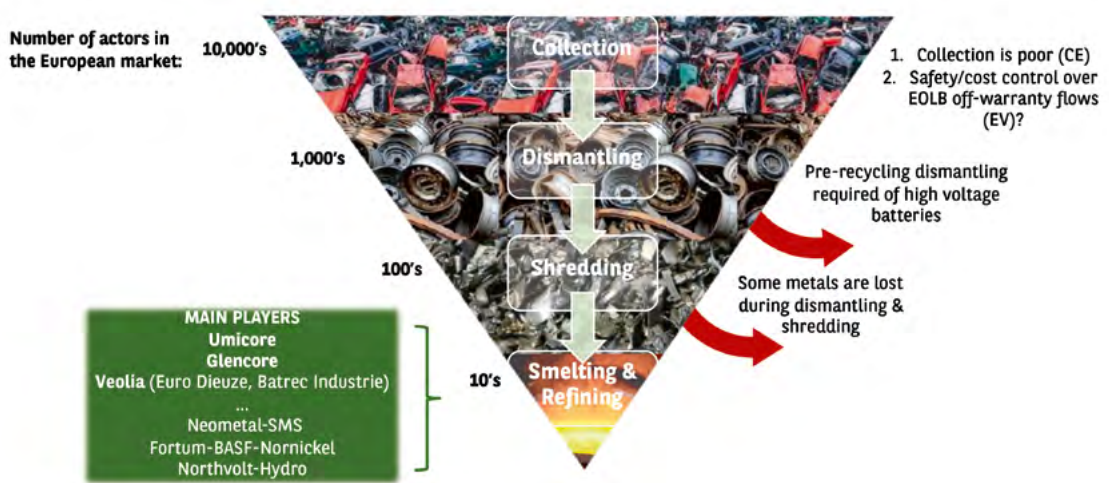 Number of actors in
the European market:
10,000's
Collection
1. Collection is poor (CE)
2. Safety/cost control over
EOLB off-warranty flows
(EV)?
1,000's
Dismantling
Pre-recycling dismantling
required of high voltage
batteries
100's
Shredding
Some metals are lost
during dismantling &
shredding
MAIN PLAYERS
Umicore
Glencore
Veolia (Euro Dieuze, Batrec Industrie)
...
Neometal-SMS
Fortum-BASF-Nornickel
Northvolt-Hydro
10's
Smelting &
Refining